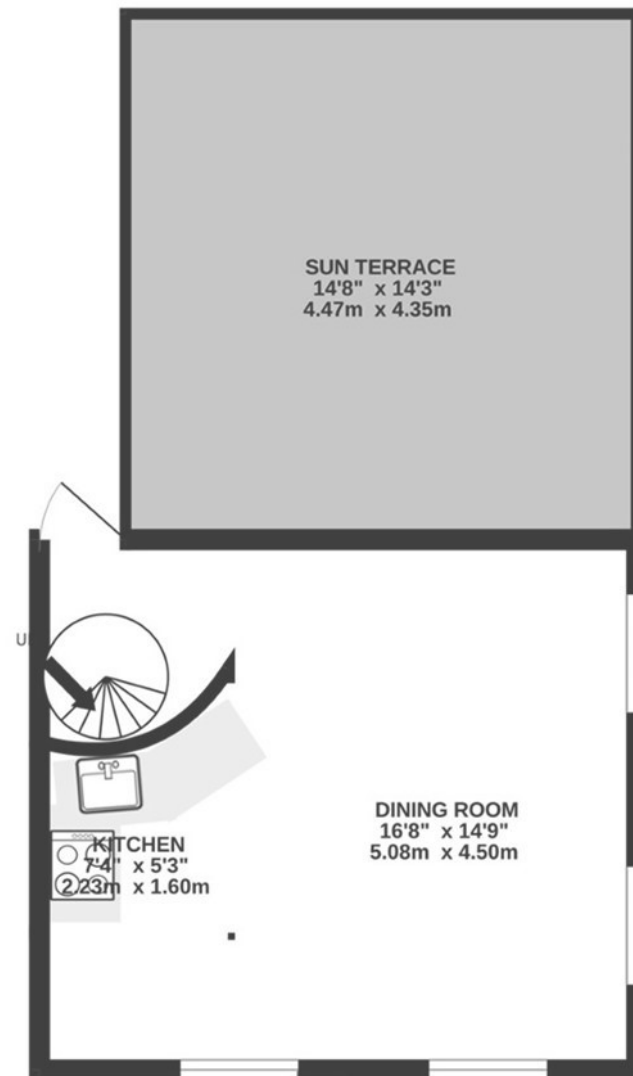 SUN TERRACE
14'8" x 14'3"
4.47m x 4.35m
DINING ROOM
16'8" x 14'9"
5.08m x 4.50m
KITCHEN
7'4" x 5'3"
2.23m x 1.60m